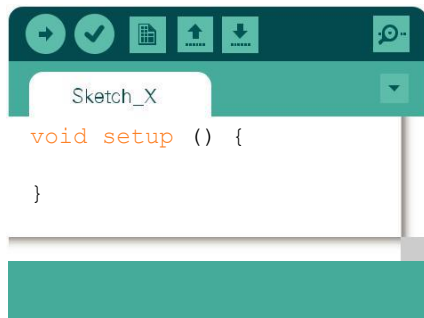 Sketch_X
void setup () {
}